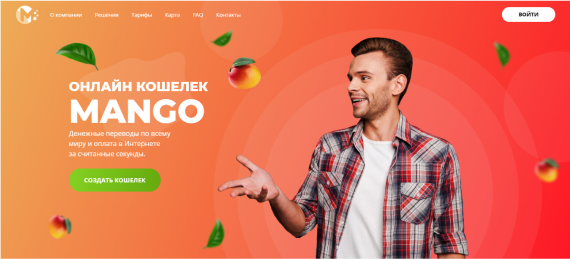 О компании Решения Тарифы Карта FAQ Контакты ВОЙТИ
ОНЛАЙН КОШЕЛЕК
MANGO
Денежные переводы по всему
миру и оплата в Интернете
за считанные секунды.
СОЗДАТЬ КОШЕЛЕК